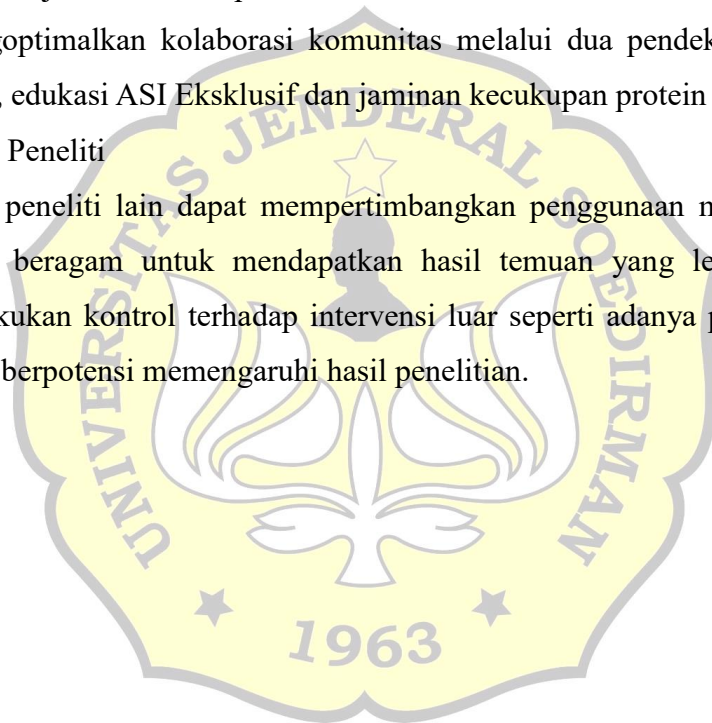 goptimalkan kolaborasi komunitas melalui dua pendek
, edukasi ASI Eksklusif dan jaminan kecukupan protein
Peneliti
peneliti lain dapat mempertimbangkan penggunaan m
beragam untuk mendapatkan hasil temuan yang le
kukan kontrol terhadap intervensi luar seperti adanya p
berpotensi memengaruhi hasil penelitian.
UNIVERSITAS JENDERAL SOEDIRMAN
1963